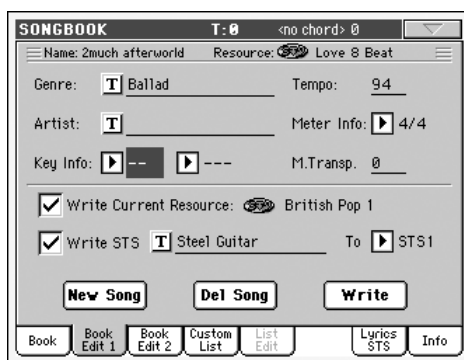 SONGBOOK T:0 <no chord> 0
Name: 2much afterworld Resource: Love 8 Beat
Genre: T Ballad Tempo: 94
Artist: T Meter Info: 4/4
Key Info: -- --- M.Transp. 0
Write Current Resource: British Pop 1
Write STS T Steel Guitar To STS1
New Song Del Song Write
Book Book Edit 1 Book Edit 2 Custom List List Edit Lyrics STS Info